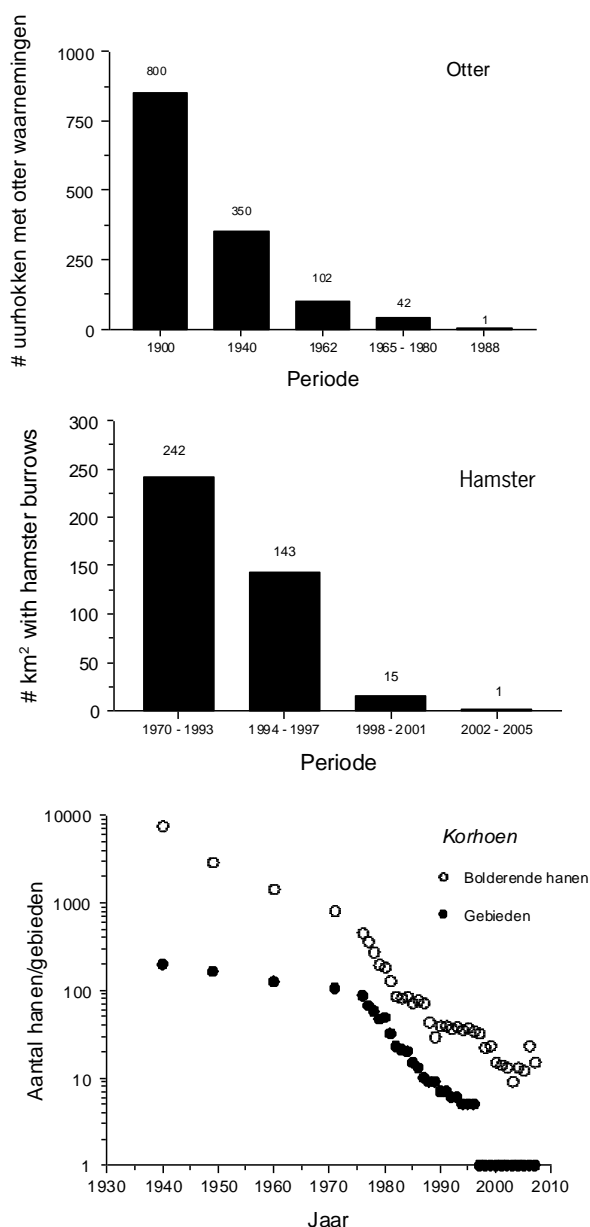 Otter
# uurhokken met otter waarnemingen
1000
750
500
250
0
800
350
102
42
1
1900 1940 1962 1965 - 1980 1988
Periode
Hamster
# km² with hamster burrows
300
250
200
150
100
50
0
242
143
15
1
1970 - 1993 1994 - 1997 1998 - 2001 2002 - 2005
Periode
Korhoen
Bolderende hanen
Gebieden
Aantal hanen/gebieden
10000
1000
100
10
1
1930 1940 1950 1960 1970 1980 1990 2000 2010
Jaar